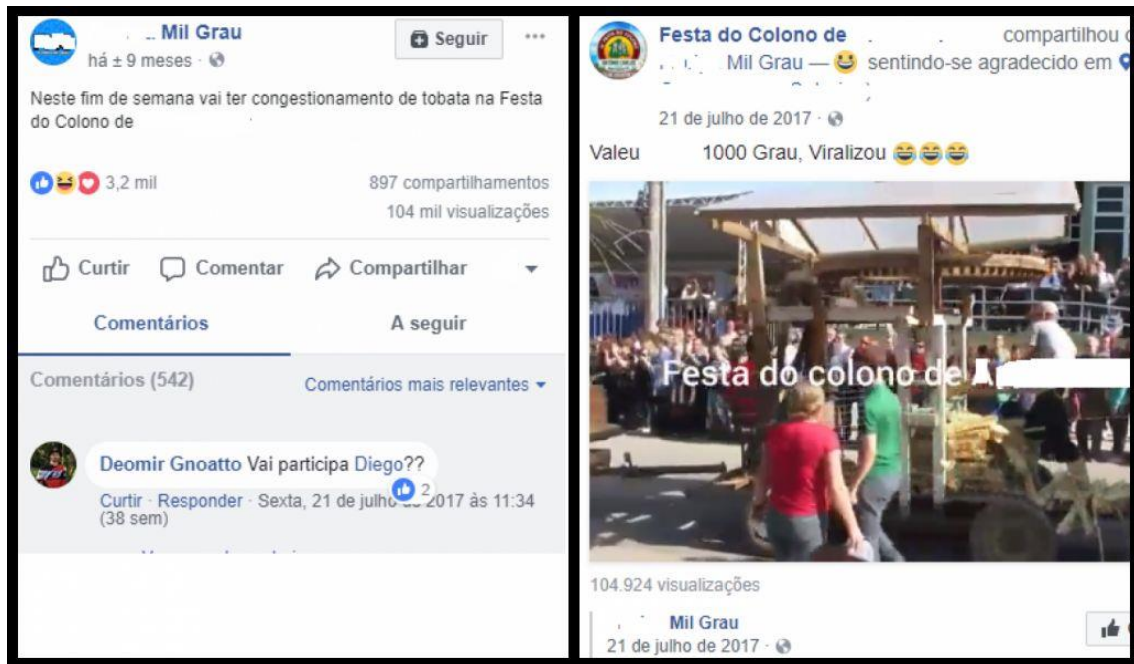 Mil Grau
Seguir
há ± 9 meses
Neste fim de semana vai ter congestionamento de tobata na Festa
do Colono de
3,2 mil
897 compartilhamentos
104 mil visualizações
Curtir
Comentar
Compartilhar
Comentários
A seguir
Comentários (542)
Comentários mais relevantes
Deomir Gnoatto Vai participa Diego??
2
Curtir · Responder · Sexta, 21 de julho de 2017 às 11:34
(38 sem)
Festa do Colono de compartilhou
Mil Grau — sentindo-se agradecido em
21 de julho de 2017
Valeu 1000 Grau, Viralizou
Festa do colono de
104.924 visualizações
Mil Grau
21 de julho de 2017